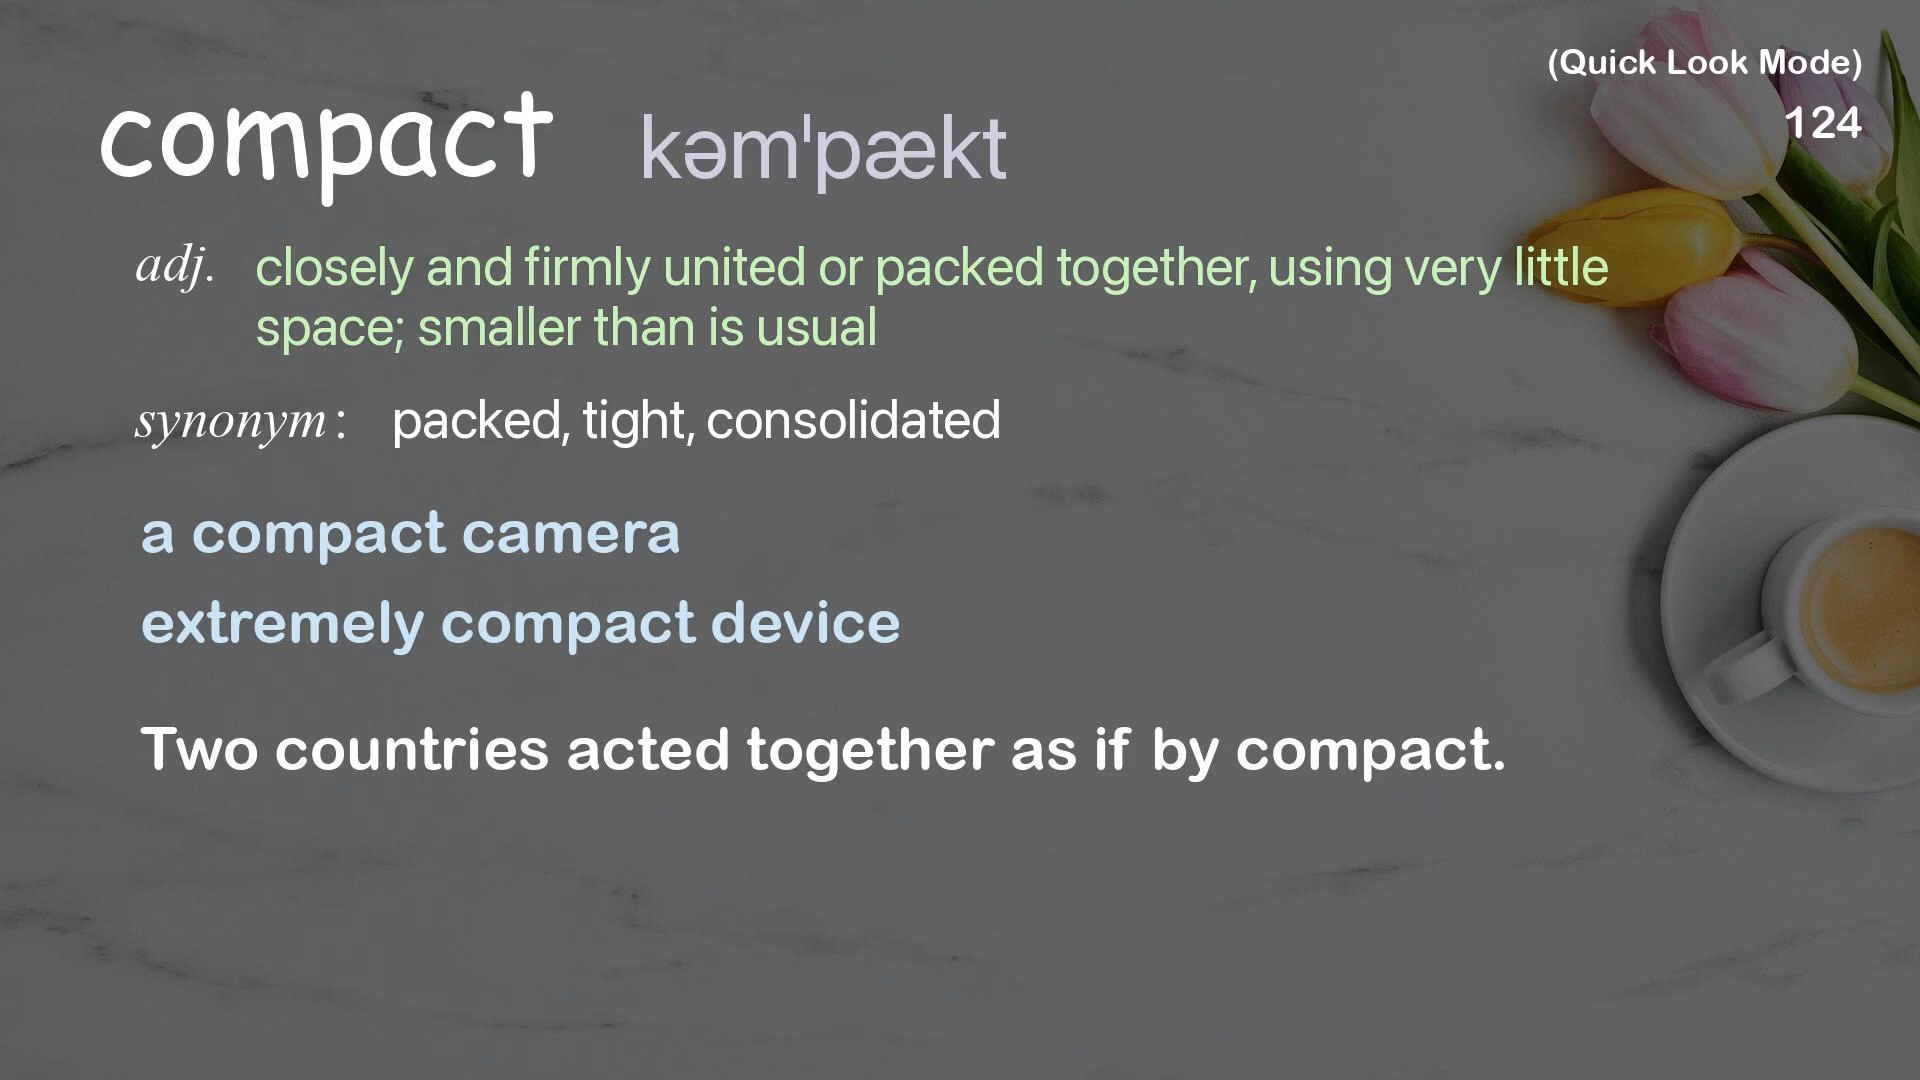 (Quick Look Mode)
124
compact kəmˈpækt
adj. closely and firmly united or packed together, using very little
space; smaller than is usual
synonym: packed, tight, consolidated
a compact camera
extremely compact device
Two countries acted together as if by compact.